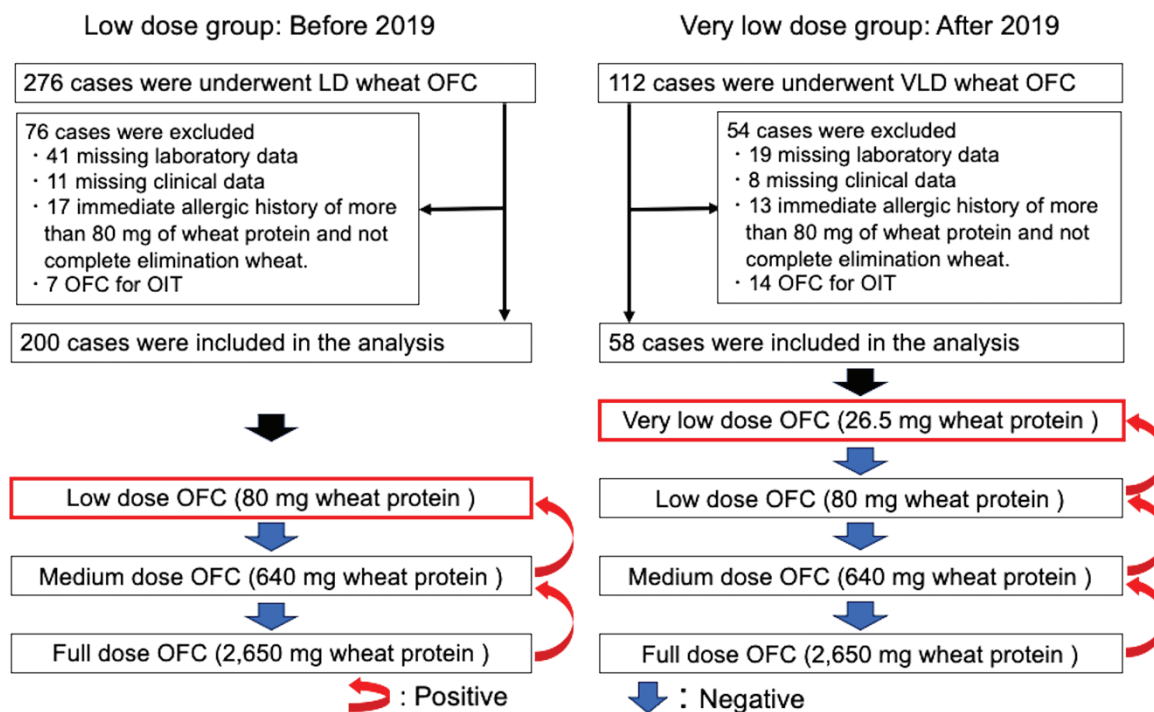 Low dose group: Before 2019
276 cases were underwent LD wheat OFC
76 cases were excluded
・41 missing laboratory data
・11 missing clinical data
・17 immediate allergic history of more
than 80 mg of wheat protein and not
complete elimination wheat.
・7 OFC for OIT
200 cases were included in the analysis
Low dose OFC (80 mg wheat protein )
Medium dose OFC (640 mg wheat protein )
Full dose OFC (2,650 mg wheat protein )
Very low dose group: After 2019
112 cases were underwent VLD wheat OFC
54 cases were excluded
・19 missing laboratory data
・8 missing clinical data
・13 immediate allergic history of more
than 80 mg of wheat protein and not
complete elimination wheat.
・14 OFC for OIT
58 cases were included in the analysis
Very low dose OFC (26.5 mg wheat protein )
Low dose OFC (80 mg wheat protein )
Medium dose OFC (640 mg wheat protein )
Full dose OFC (2,650 mg wheat protein )
: Positive
: Negative